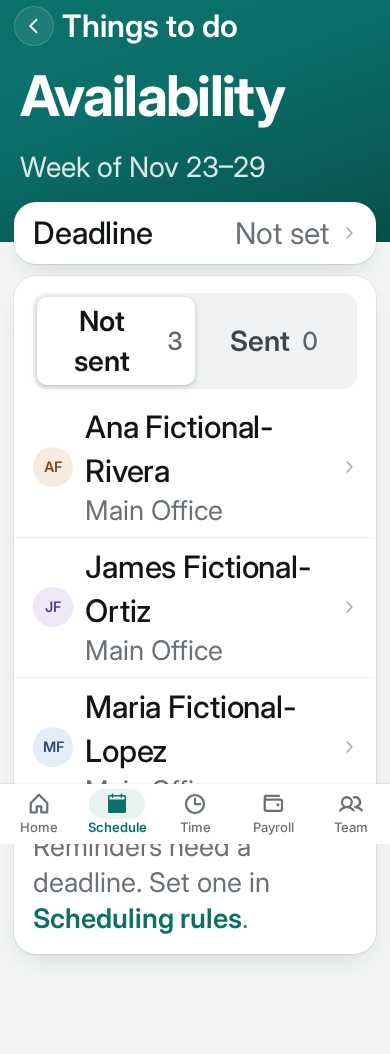 Things to do
Availability
Week of Nov 23–29
Deadline Not set
Not sent 3 Sent 0
AF Ana Fictional-
Rivera
Main Office
JF James Fictional-
Ortiz
Main Office
MF Maria Fictional-
Lopez
Main Office
Home Schedule Time Payroll Team
Reminders need a
deadline. Set one in
Scheduling rules.